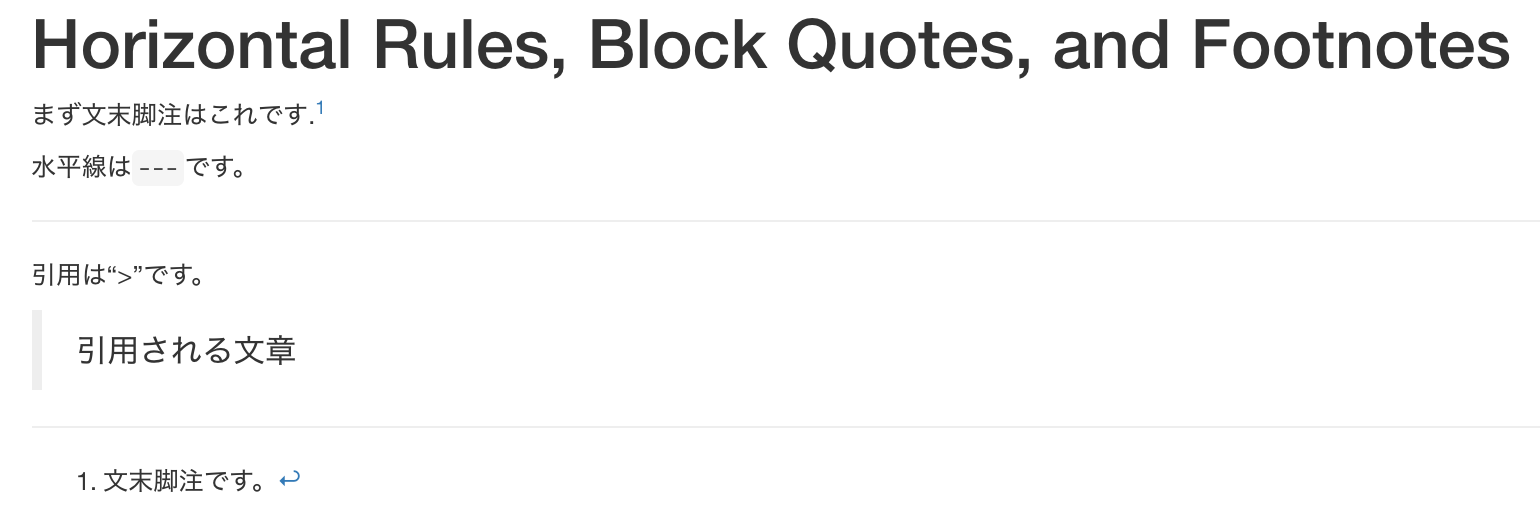 Horizontal Rules, Block Quotes, and Footnotes
まず文末脚注はこれです.1
水平線は---です。
引用は“>”です。
引用される文章
1. 文末脚注です。↩